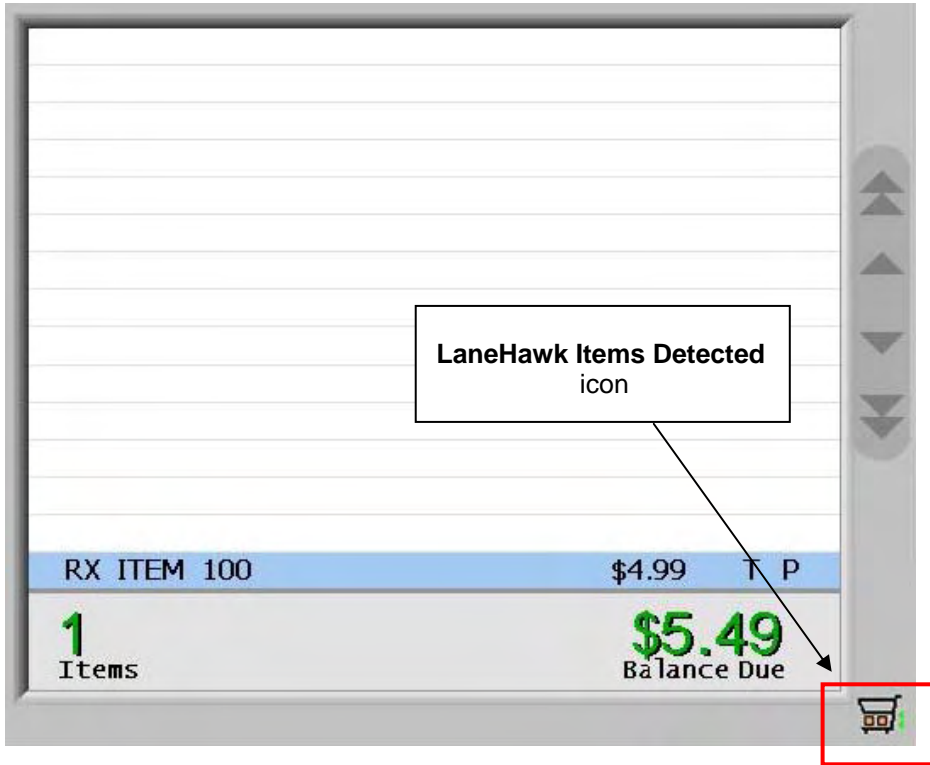 LaneHawk Items Detected
icon
RX ITEM 100 $4.99 T P
1 $5.49
Items Balance Due